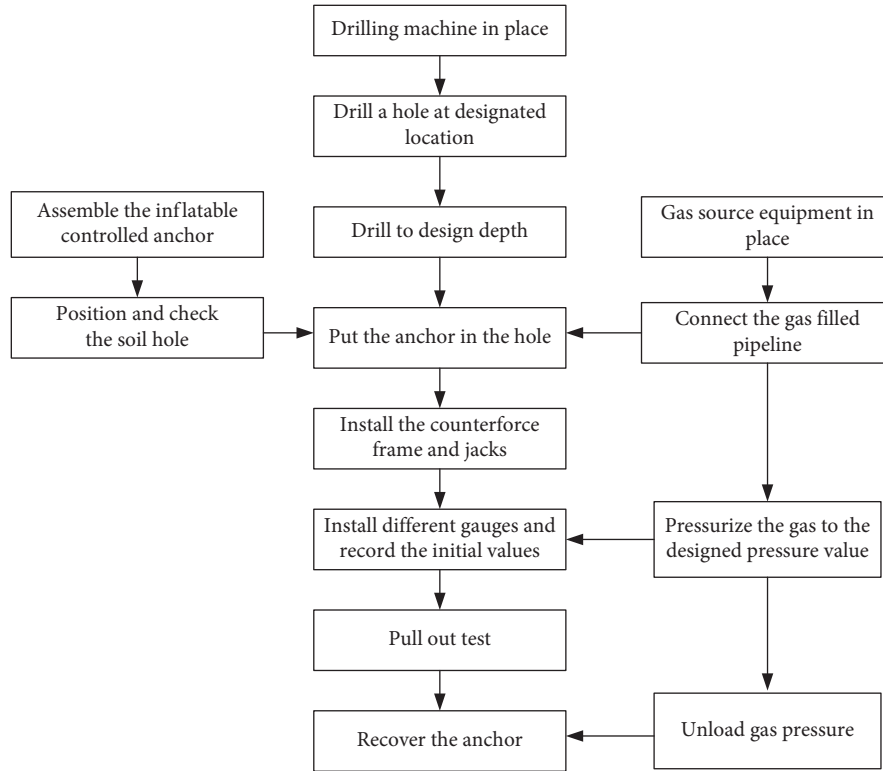 Drilling machine in place
Drill a hole at designated
location
Assemble the inflatable
controlled anchor
Drill to design depth
Gas source equipment in
place
Position and check
the soil hole
Put the anchor in the hole
Connect the gas filled
pipeline
Install the counterforce
frame and jacks
Install different gauges and
record the initial values
Pressurize the gas to the
designed pressure value
Pull out test
Recover the anchor
Unload gas pressure